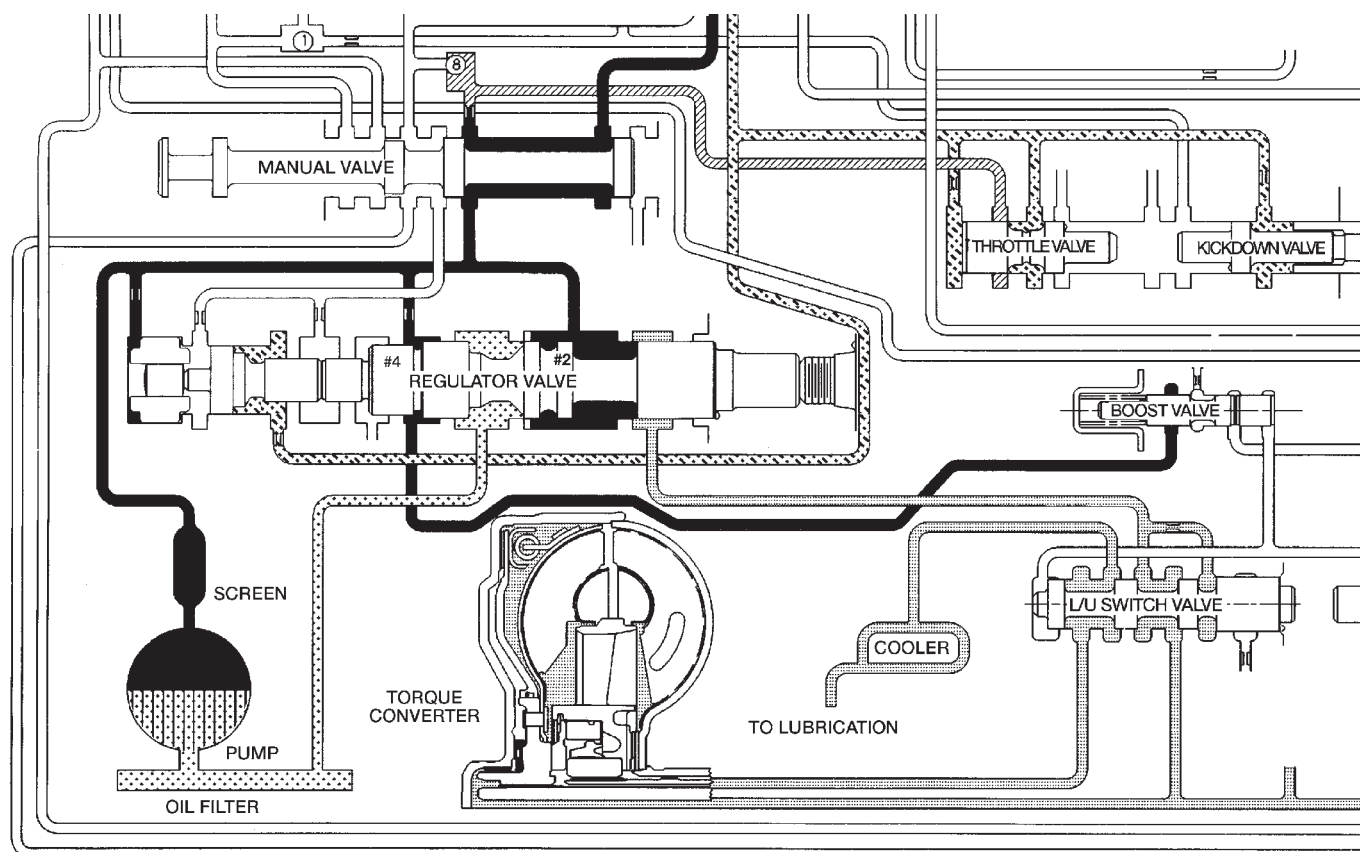 1
8
MANUAL VALVE
THROTTLE VALVE
KICKDOWN VALVE
#4
#2
REGULATOR VALVE
BOOST VALVE
SCREEN
L/U SWITCH VALVE
COOLER
TORQUE
CONVERTER
TO LUBRICATION
PUMP
OIL FILTER